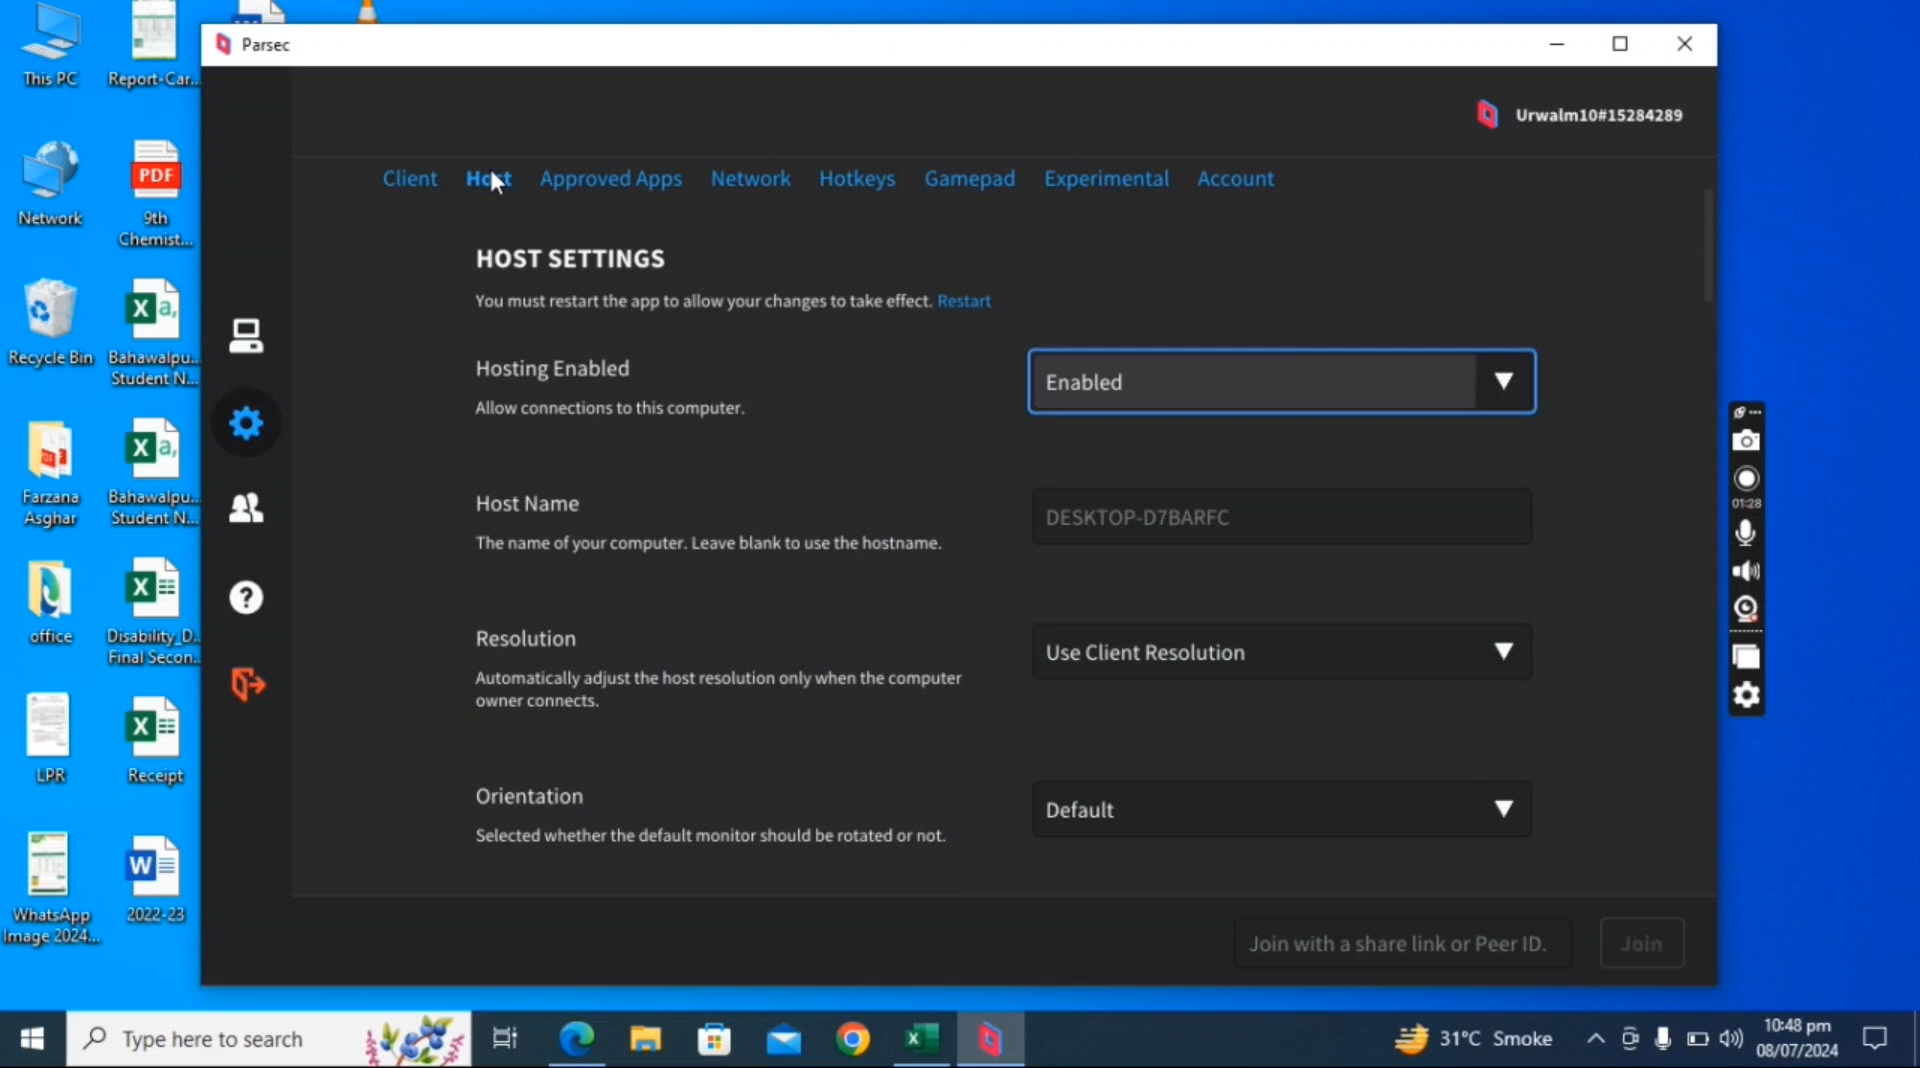 This PC
Report-Car...
Network
PDF
9th
Chemist...
Recycle Bin
Bahawalpu...
Student N...
Farzana
Asghar
Bahawalpu...
Student N...
office
Disability_D...
Final Secon...
LPR
Receipt
WhatsApp
Image 2024...
2022-23
Parsec
Urwalm10#15284289
Client Host Approved Apps Network Hotkeys Gamepad Experimental Account
HOST SETTINGS
You must restart the app to allow your changes to take effect. Restart
Hosting Enabled
Allow connections to this computer.
Enabled
Host Name
The name of your computer. Leave blank to use the hostname.
DESKTOP-D7BARFC
Resolution
Automatically adjust the host resolution only when the computer
owner connects.
Use Client Resolution
Orientation
Selected whether the default monitor should be rotated or not.
Default
Join with a share link or Peer ID.
Join
01:28
Type here to search
31°C Smoke
10:48 pm
08/07/2024